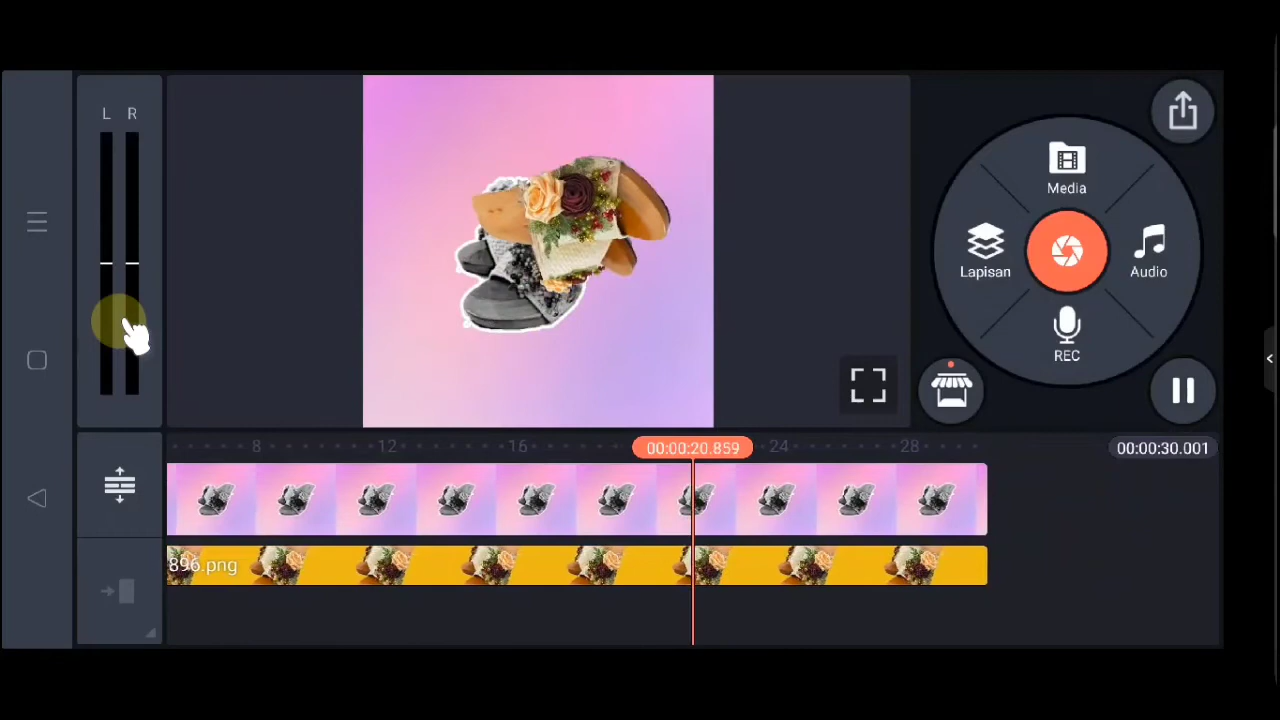 L R
Media
Lapisan
Audio
REC
8 12 16 00:00:20.859 24 28 00:00:30.001
896.png